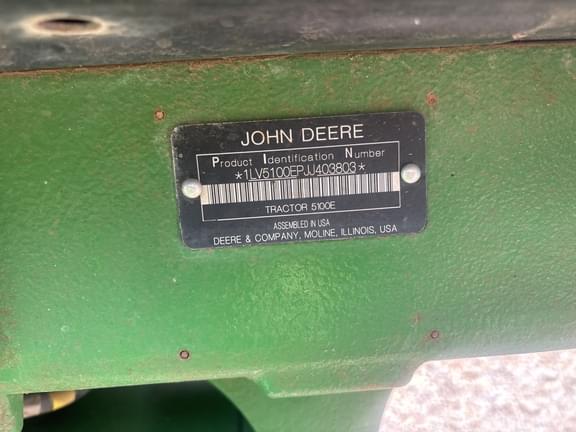 JOHN DEERE
Product Identification Number
*1LV5100EPJJ403803*
TRACTOR 5100E
ASSEMBLED IN USA
DEERE & COMPANY, MOLINE, ILLINOIS, USA